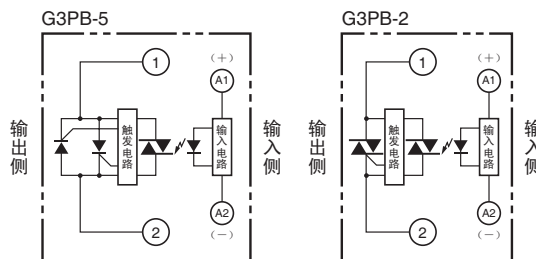 G3PB-5
1
（+）
A1
输出侧
触发电路
输入电路
输入侧
A2
（−）
2
G3PB-2
1
（+）
A1
输出侧
触发电路
输入电路
输入侧
A2
（−）
2